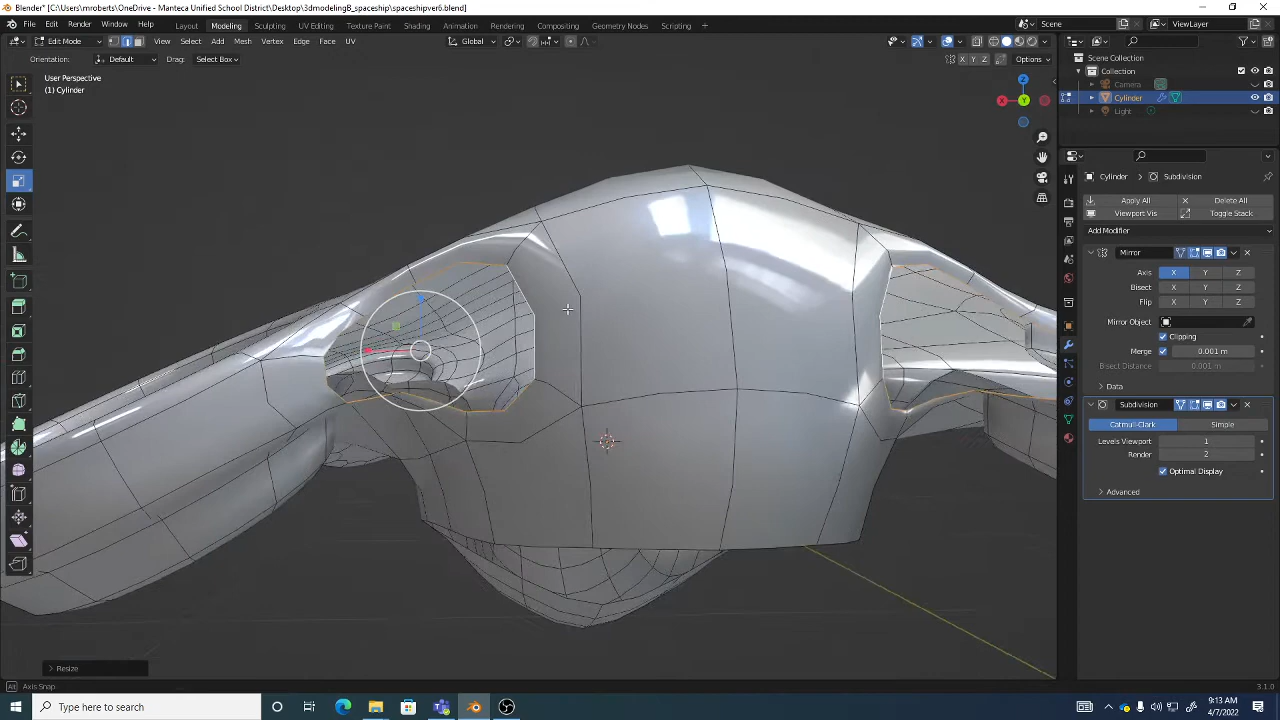 Blender* [C:\Users\mroberts\OneDrive - Manteca Unified School District\Desktop\3dmodelingB_spaceship\spaceshipver6.blend]
File Edit Render Window Help Layout Modeling Sculpting UV Editing Texture Paint Shading Animation Rendering Compositing Geometry Nodes Scripting + Scene ViewLayer
Edit Mode View Select Add Mesh Vertex Edge Face UV Global
Orientation: Default Drag: Select Box X Y Z Options
User Perspective
(1) Cylinder
Z
X Y
Scene Collection
Collection
Camera
Cylinder
Light
Cylinder > Subdivision
Apply All Delete All
Viewport Vis Toggle Stack
Add Modifier
Mirror
Axis X Y Z
Bisect X Y Z
Flip X Y Z
Mirror Object
Clipping
Merge 0.001 m
Bisect Distance 0.001 m
> Data
Subdivision
Catmull-Clark Simple
Levels Viewport 1
Render 2
Optimal Display
> Advanced
> Resize
Alt Axis Snap 3.1.0
Type here to search
9:13 AM
4/7/2022